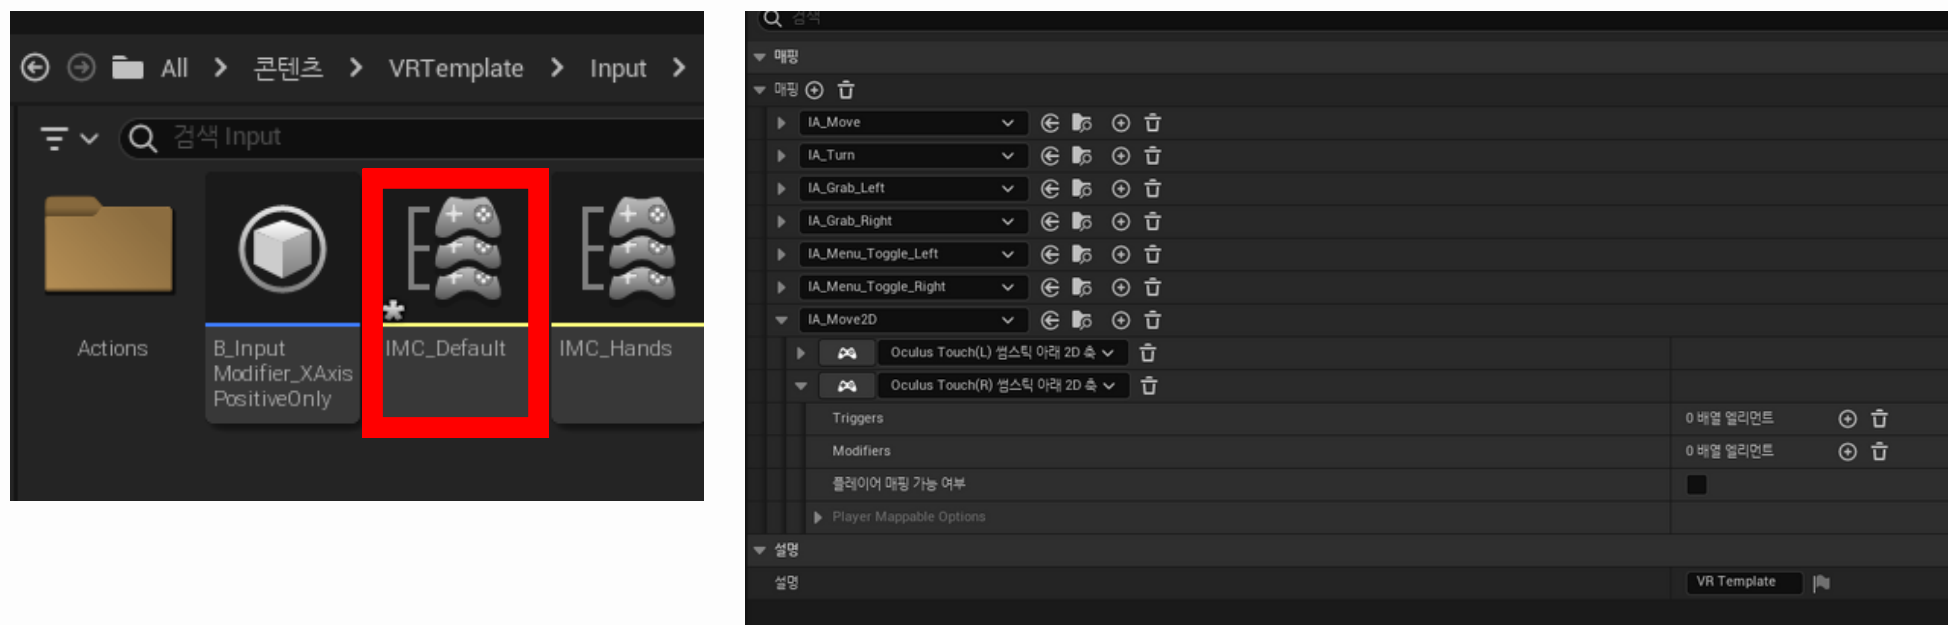 All > 콘텐츠 > VRTemplate > Input >
검색 Input
Actions
B_Input
Modifier_XAxis
PositiveOnly
IMC_Default
IMC_Hands
검색
매핑
매핑
IA_Move
IA_Turn
IA_Grab_Left
IA_Grab_Right
IA_Menu_Toggle_Left
IA_Menu_Toggle_Right
IA_Move2D
Oculus Touch(L) 썸스틱 아래 2D 축
Oculus Touch(R) 썸스틱 아래 2D 축
Triggers 0 배열 엘리먼트
Modifiers 0 배열 엘리먼트
플레이어 매핑 가능 여부
Player Mappable Options
설명
설명 VR Template